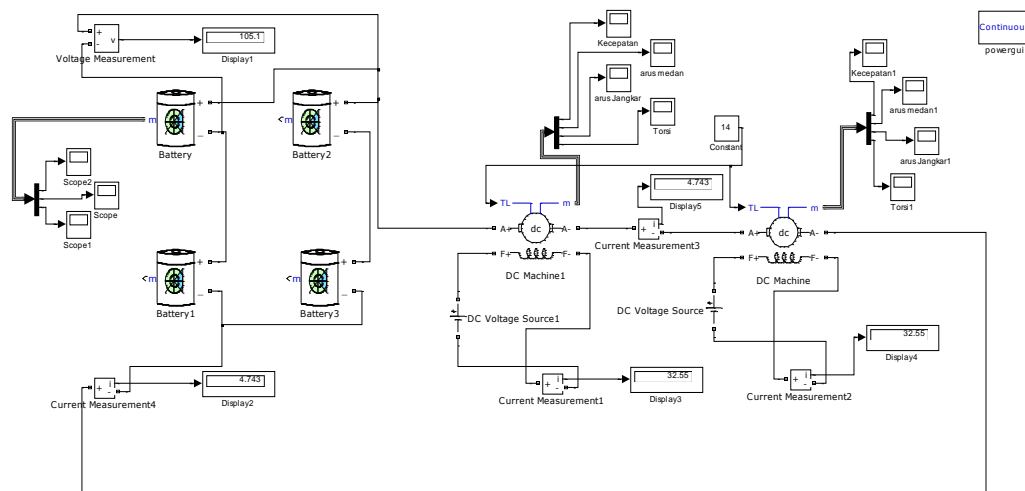 +
-
v
Voltage Measurement
105.1
Display1
Kecepatan
arus medan
arus Jangkar
Torsi
14
Constant
Kecepatan1
arus medan1
arus Jangkar1
Torsi1
Continuous
powergui
m
+
_
Battery
<m
+
_
Battery2
Scope2
Scope
Scope1
<m
+
_
Battery1
<m
+
_
Battery3
TL
m
A+
dc
A-
F+
F-
DC Machine1
4.743
Display5
+
i
-
Current Measurement3
TL
m
A+
dc
A-
F+
F-
DC Machine
DC Voltage Source1
DC Voltage Source
+
i
-
Current Measurement4
4.743
Display2
+
i
-
Current Measurement1
32.55
Display3
+
i
-
Current Measurement2
32.55
Display4